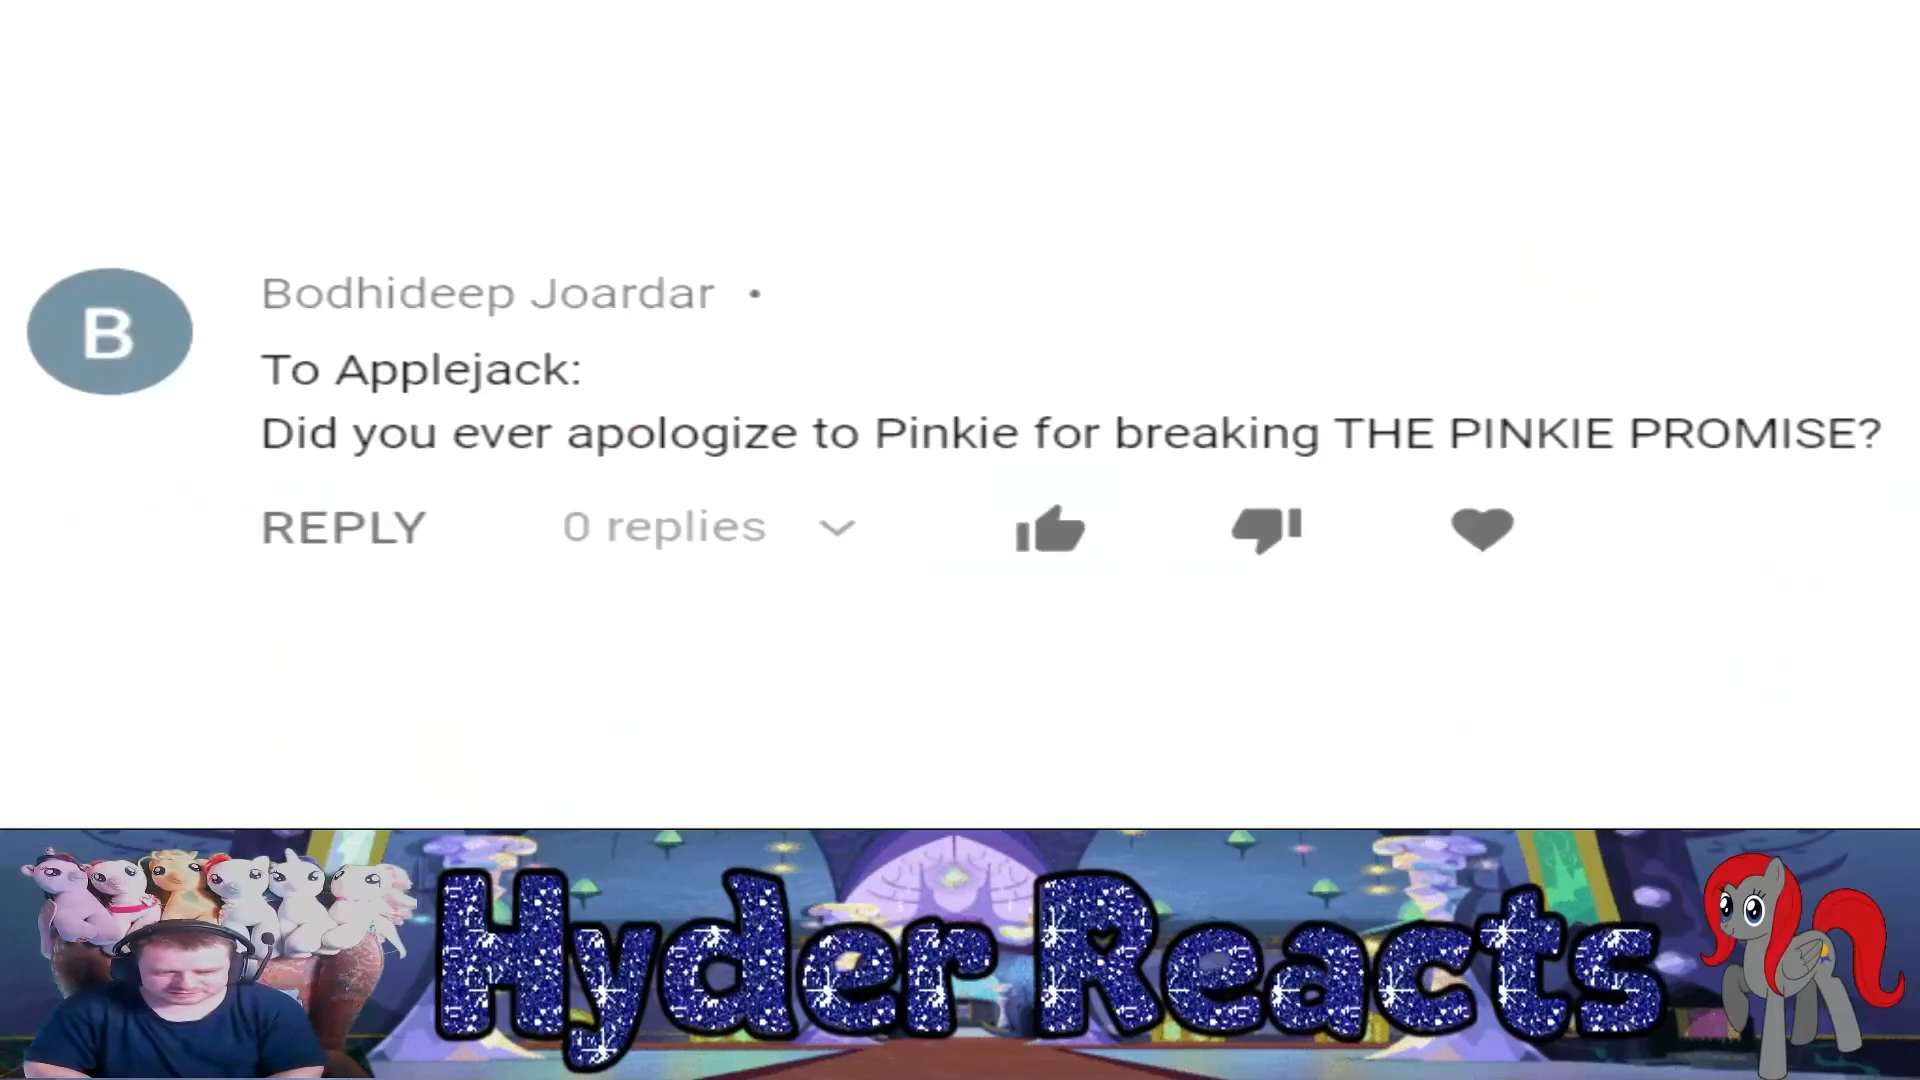 B
Bodhideep Joardar •
To Applejack:
Did you ever apologize to Pinkie for breaking THE PINKIE PROMISE?
REPLY 0 replies
Hyder Reacts